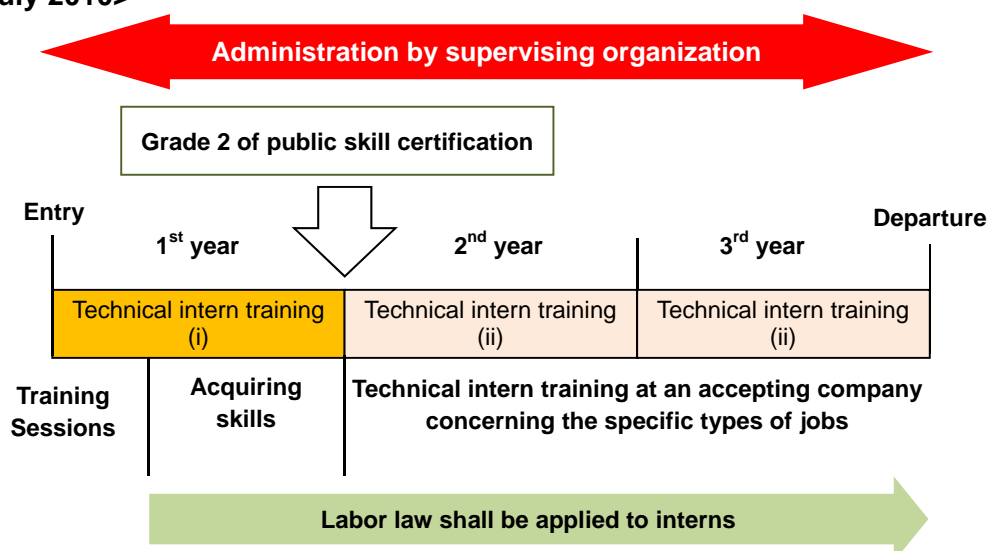 uly 2010>
Administration by supervising organization
Grade 2 of public skill certification
Entry
Departure
1st year
2nd year
3rd year
Technical intern training
(i)
Technical intern training
(ii)
Technical intern training
(ii)
Training
Sessions
Acquiring
skills
Technical intern training at an accepting company
concerning the specific types of jobs
Labor law shall be applied to interns